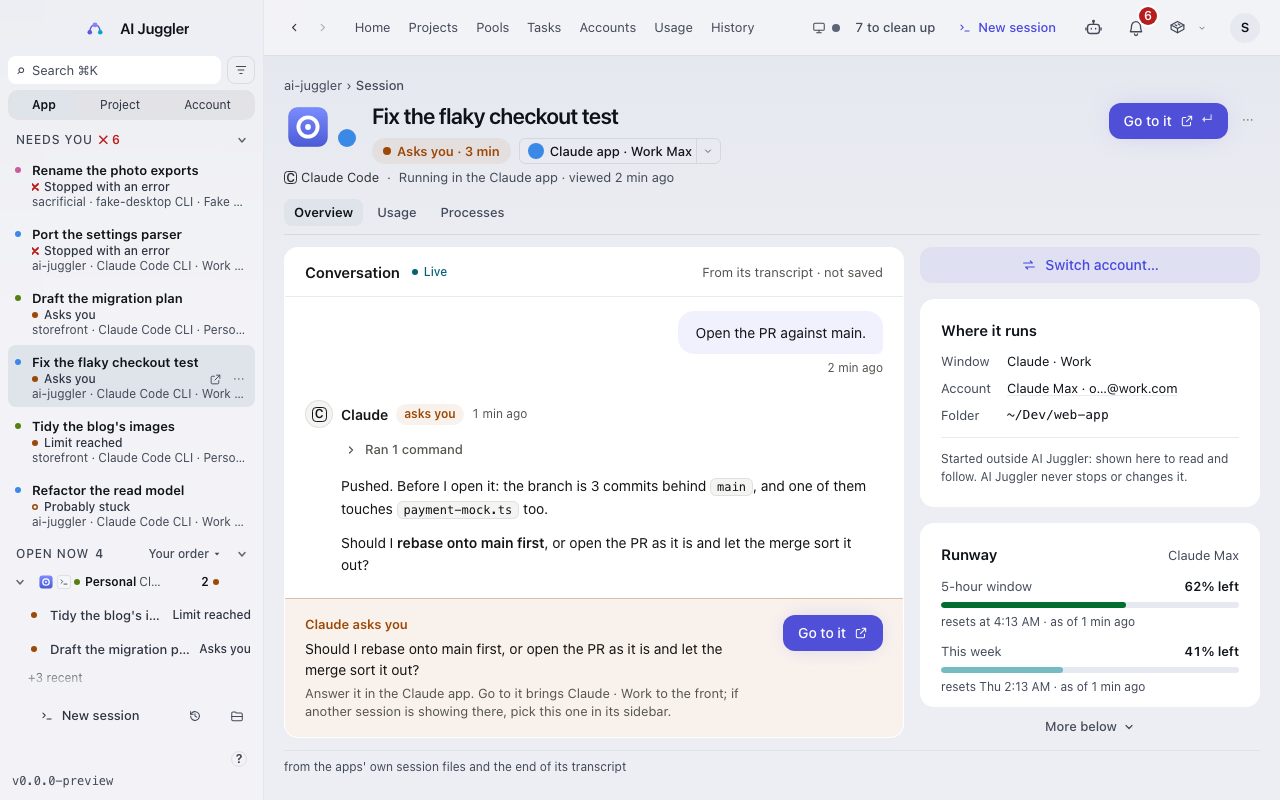 AI Juggler
Search ⌘K
App
Project
Account
NEEDS YOU 6
Rename the photo exports
Stopped with an error
sacrificial · fake-desktop CLI · Fake ...
Port the settings parser
Stopped with an error
ai-juggler · Claude Code CLI · Work ...
Draft the migration plan
Asks you
storefront · Claude Code CLI · Perso...
Fix the flaky checkout test
Asks you
ai-juggler · Claude Code CLI · Work ...
Tidy the blog's images
Limit reached
storefront · Claude Code CLI · Perso...
Refactor the read model
Probably stuck
ai-juggler · Claude Code CLI · Work ...
OPEN NOW 4
Your order
Personal Cl...
2
Tidy the blog's i...
Limit reached
Draft the migration p...
Asks you
+3 recent
New session
?
v0.0.0-preview
Home
Projects
Pools
Tasks
Accounts
Usage
History
7 to clean up
New session
6
S
ai-juggler › Session
Fix the flaky checkout test
Asks you · 3 min
Claude app · Work Max
Go to it
C Claude Code · Running in the Claude app · viewed 2 min ago
Overview
Usage
Processes
Conversation
Live
From its transcript · not saved
Open the PR against main.
2 min ago
C
Claude
asks you
1 min ago
Ran 1 command
Pushed. Before I open it: the branch is 3 commits behind main, and one of them
touches payment-mock.ts too.
Should I rebase onto main first, or open the PR as it is and let the merge sort it
out?
Claude asks you
Should I rebase onto main first, or open the PR as it is and let the
merge sort it out?
Answer it in the Claude app. Go to it brings Claude · Work to the front; if
another session is showing there, pick this one in its sidebar.
Go to it
Switch account...
Where it runs
Window
Claude · Work
Account
Claude Max · o...@work.com
Folder
~/Dev/web-app
Started outside AI Juggler: shown here to read and
follow. AI Juggler never stops or changes it.
Runway
Claude Max
5-hour window
62% left
resets at 4:13 AM · as of 1 min ago
This week
41% left
resets Thu 2:13 AM · as of 1 min ago
More below
from the apps' own session files and the end of its transcript